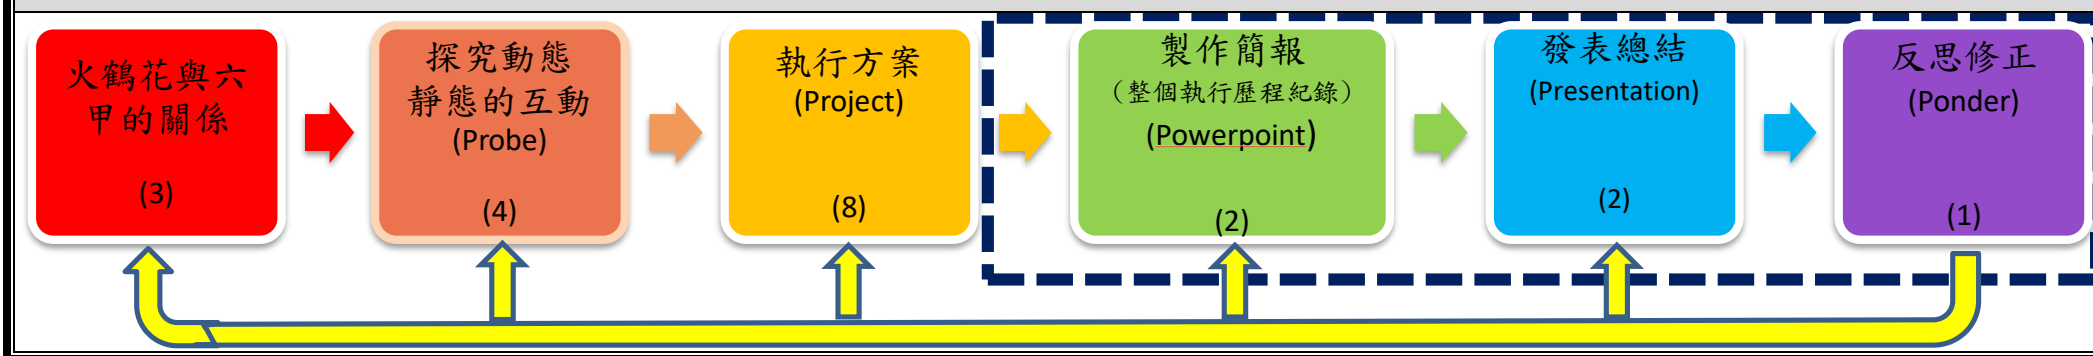 火鶴花與六
甲的關係
(3)
探究動態
靜態的互動
(Probe)
(4)
執行方案
(Project)
(8)
製作簡報
（整個執行歷程紀錄）
(Powerpoint)
(2)
發表總結
(Presentation)
(2)
反思修正
(Ponder)
(1)